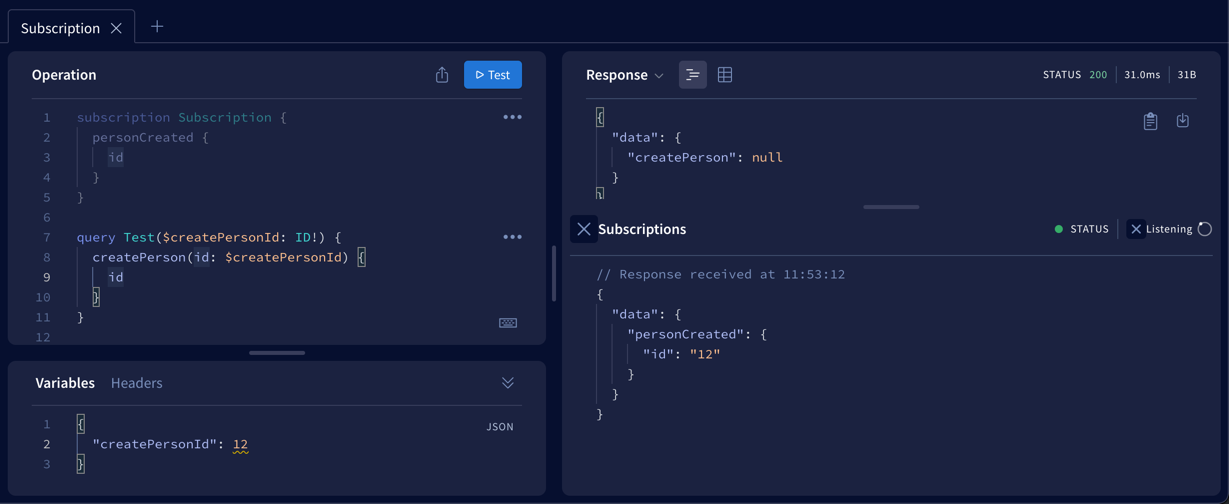 Subscription
Operation
Test
1 subscription Subscription {
2 personCreated {
3 id
4 }
5 }
6
7 query Test($createPersonId: ID!) {
8 createPerson(id: $createPersonId) {
9 id
10 }
11 }
12
Variables Headers
JSON
1 {
2 "createPersonId": 12
3 }
Response
STATUS 200 31.0ms 31B
{
"data": {
"createPerson": null
}
}
Subscriptions
STATUS Listening
// Response received at 11:53:12
{
"data": {
"personCreated": {
"id": "12"
}
}
}